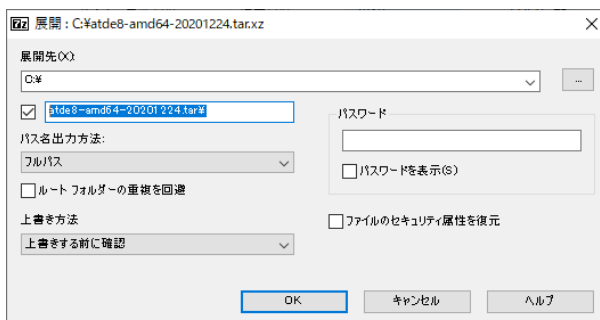 7z 展開 : C:¥atde8-amd64-20201224.tar.xz
展開先(X):
C:¥
...
atde8-amd64-20201224.tar¥
パス名出力方法:
フルパス
ルート フォルダーの重複を回避
上書き方法
上書きする前に確認
パスワード
パスワードを表示(S)
ファイルのセキュリティ属性を復元
OK
キャンセル
ヘルプ